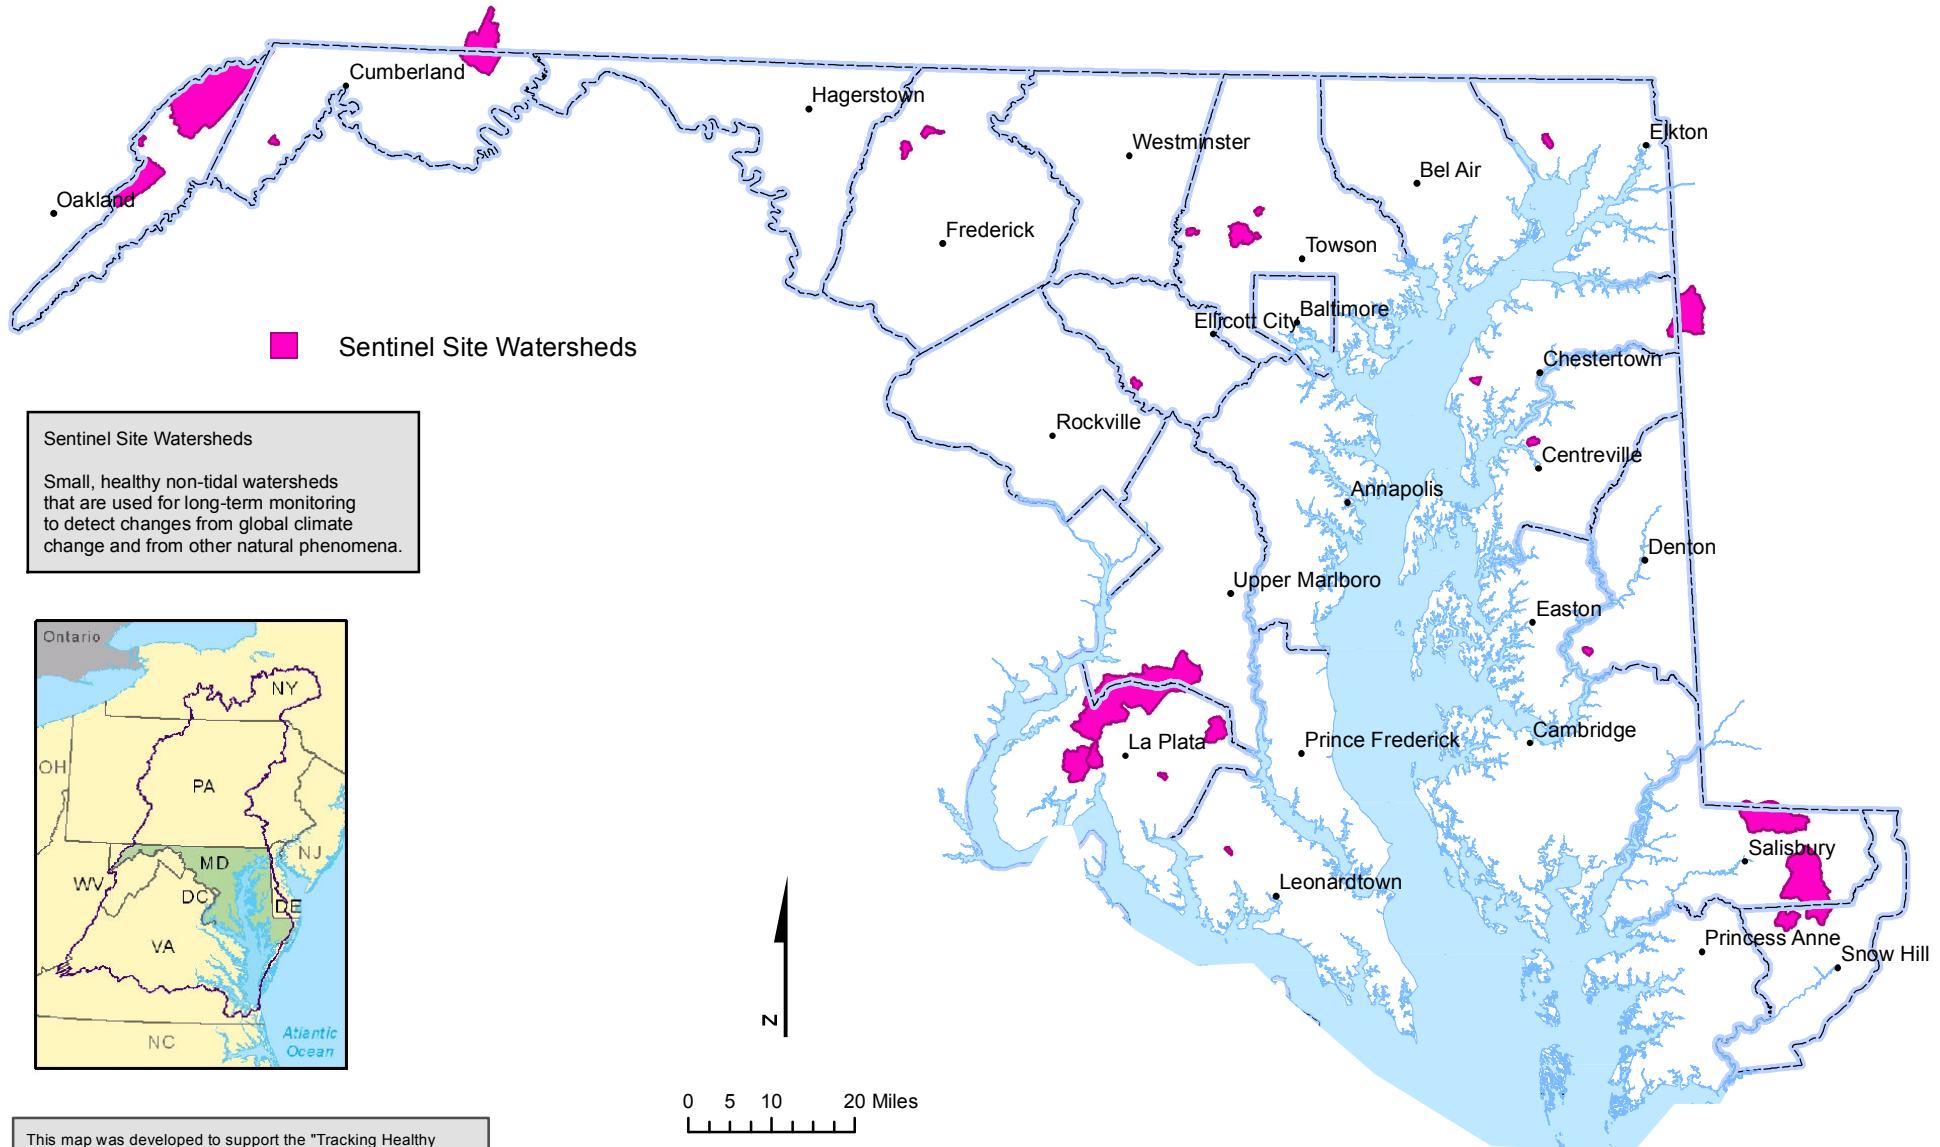 Cumberland
Hagerstown
Westminster
Elkton
Bel Air
Oakland
Frederick
Towson
Baltimore
Ellicott City
Sentinel Site Watersheds
Chestertown
Rockville
Centreville
Sentinel Site Watersheds
Small, healthy non-tidal watersheds
that are used for long-term monitoring
to detect changes from global climate
change and from other natural phenomena.
Annapolis
Denton
Upper Marlboro
Easton
Ontario
NY
OH
PA
NJ
MD
WV
DC
DE
VA
NC
Atlantic
Ocean
La Plata
Prince Frederick
Cambridge
Salisbury
Leonardtown
Princess Anne
Snow Hill
N
0 5 10 20 Miles
This map was developed to support the "Tracking Healthy